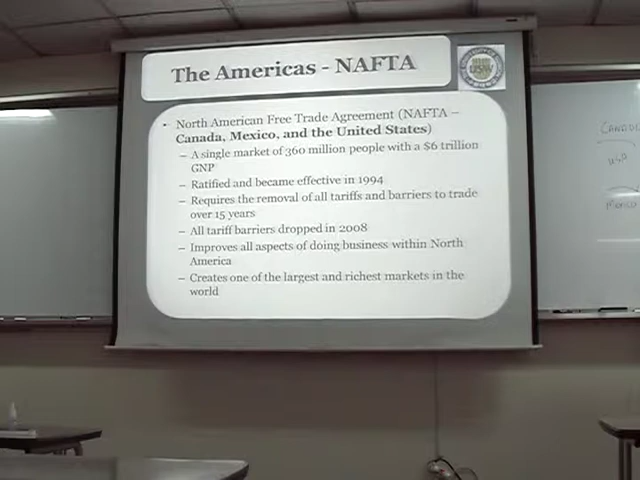 The Americas - NAFTA
• North American Free Trade Agreement (NAFTA –
Canada, Mexico, and the United States)
– A single market of 360 million people with a $6 trillion
GNP
– Ratified and became effective in 1994
– Requires the removal of all tariffs and barriers to trade
over 15 years
– All tariff barriers dropped in 2008
– Improves all aspects of doing business within North
America
– Creates one of the largest and richest markets in the
world
USA
Mexico